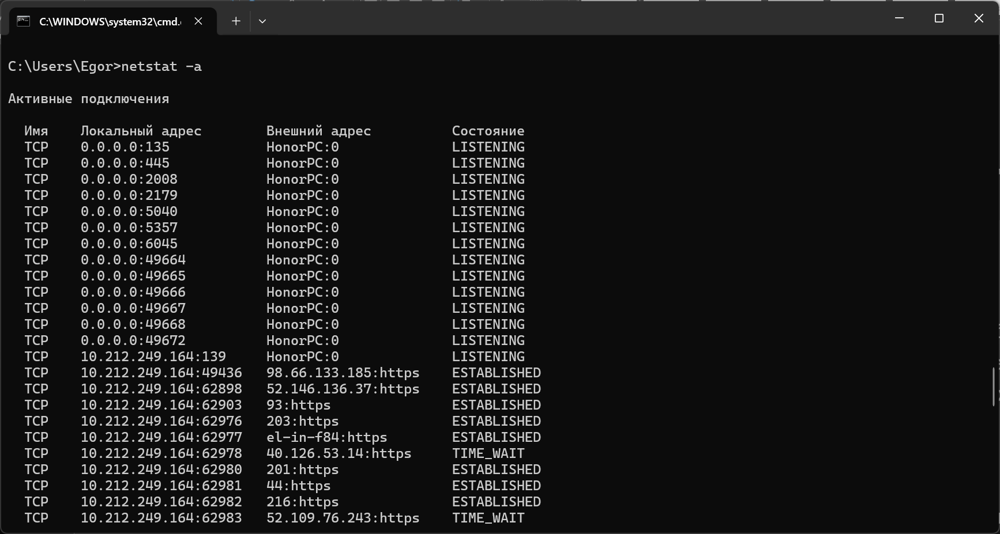 C:\WINDOWS\system32\cmd.
C:\Users\Egor>netstat -a
Активные подключения
Имя Локальный адрес Внешний адрес Состояние
TCP 0.0.0.0:135 HonorPC:0 LISTENING
TCP 0.0.0.0:445 HonorPC:0 LISTENING
TCP 0.0.0.0:2008 HonorPC:0 LISTENING
TCP 0.0.0.0:2179 HonorPC:0 LISTENING
TCP 0.0.0.0:5040 HonorPC:0 LISTENING
TCP 0.0.0.0:5357 HonorPC:0 LISTENING
TCP 0.0.0.0:6045 HonorPC:0 LISTENING
TCP 0.0.0.0:49664 HonorPC:0 LISTENING
TCP 0.0.0.0:49665 HonorPC:0 LISTENING
TCP 0.0.0.0:49666 HonorPC:0 LISTENING
TCP 0.0.0.0:49667 HonorPC:0 LISTENING
TCP 0.0.0.0:49668 HonorPC:0 LISTENING
TCP 0.0.0.0:49672 HonorPC:0 LISTENING
TCP 10.212.249.164:139 HonorPC:0 LISTENING
TCP 10.212.249.164:49436 98.66.133.185:https ESTABLISHED
TCP 10.212.249.164:62898 52.146.136.37:https ESTABLISHED
TCP 10.212.249.164:62903 93:https ESTABLISHED
TCP 10.212.249.164:62976 203:https ESTABLISHED
TCP 10.212.249.164:62977 el-in-f84:https ESTABLISHED
TCP 10.212.249.164:62978 40.126.53.14:https TIME_WAIT
TCP 10.212.249.164:62980 201:https ESTABLISHED
TCP 10.212.249.164:62981 44:https ESTABLISHED
TCP 10.212.249.164:62982 216:https ESTABLISHED
TCP 10.212.249.164:62983 52.109.76.243:https TIME_WAIT